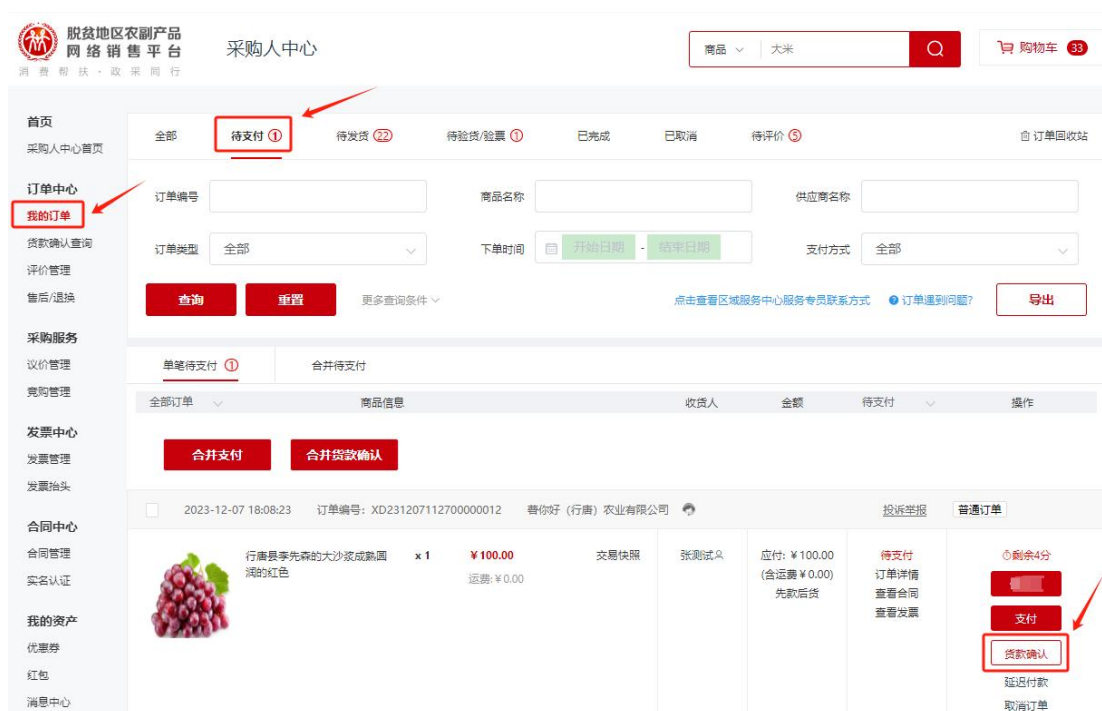 脱贫地区农副产品
网络销售平台
消费帮扶·政采同行
采购人中心
商品 大米
购物车 33
首页
采购人中心首页
订单中心
我的订单
货款确认查询
评价管理
售后/退换
采购服务
议价管理
竞购管理
发票中心
发票管理
发票抬头
合同中心
合同管理
实名认证
我的资产
优惠券
红包
消息中心
全部 待支付 1 待发货 22 待验货/验票 1 已完成 已取消 待评价 5 订单回收站
订单编号 商品名称 供应商名称
订单类型 全部 下单时间 开始日期 - 结束日期 支付方式 全部
查询 重置 更多查询条件 点击查看区域服务中心服务专员联系方式 订单遇到问题? 导出
单笔待支付 1 合并待支付
全部订单 商品信息 收货人 金额 待支付 操作
合并支付 合并货款确认
2023-12-07 18:08:23 订单编号: XD231207112700000012 费你好 (行唐) 农业有限公司 投诉举报 普通订单
行唐县李先森的大沙浆成熟圆润的红色 x 1 ¥100.00 交易快照 张测试 应付: ¥100.00 待支付 剩余4分
运费: ¥0.00 (含运费¥0.00) 订单详情
先款后货 查看合同
查看发票 支付
货款确认
延迟付款
取消订单